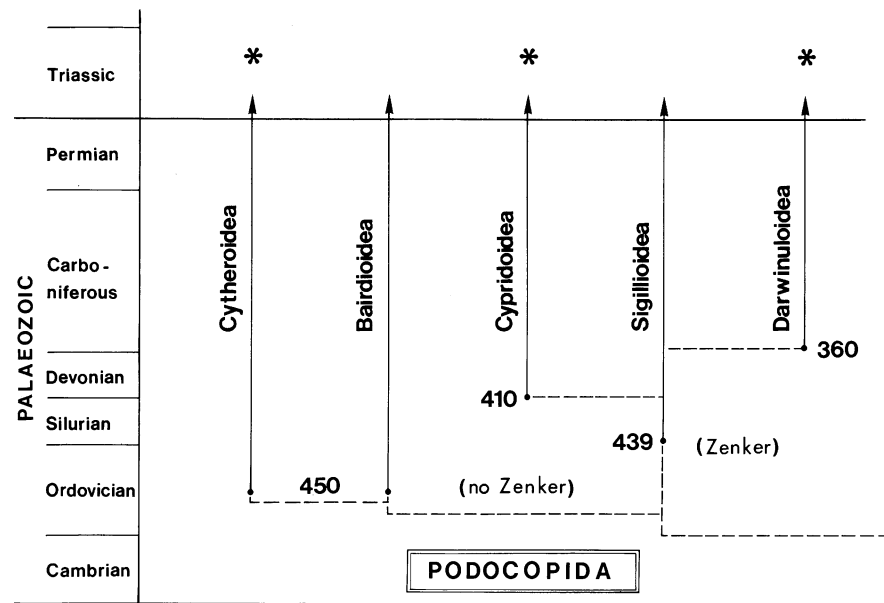 *
*
*
Triassic
Permian
Carbo-
niferous
Devonian
Silurian
Ordovician
Cambrian
PALAEOZOIC
Cytheroidea
Bairdioidea
Cypridoidea
Sigillioidea
Darwinuloidea
360
410
439
(Zenker)
450
(no Zenker)
PODOCOPIDA